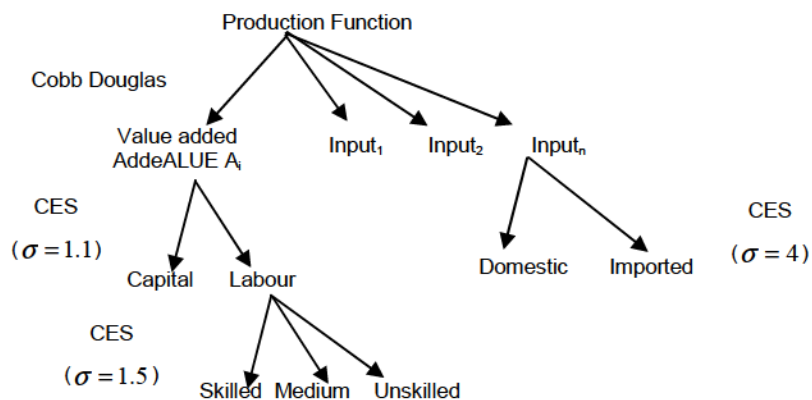 Production Function
Cobb Douglas
Value added
AddeALUE Aᵢ
Input₁
Input₂
Inputₙ
CES
(σ=1.1)
CES
(σ=4)
Capital
Labour
Domestic
Imported
CES
(σ=1.5)
Skilled
Medium
Unskilled